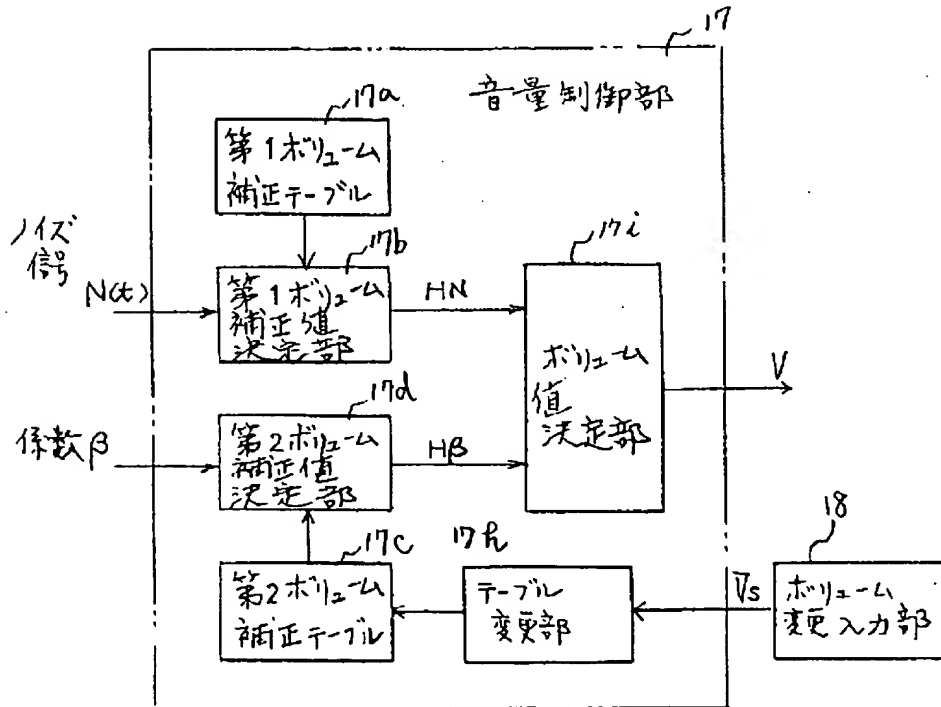 17
音量制御部
17a
第1ボリューム
補正テーブル
ノイズ
信号
N(t)
17b
第1ボリューム
補正値
決定部
HN
17i
ボリューム
値
決定部
V
17d
係数β
第2ボリューム
補正値
決定部
Hβ
17c
第2ボリューム
補正テーブル
17h
テーブル
変更部
Vs
18
ボリューム
変更入力部